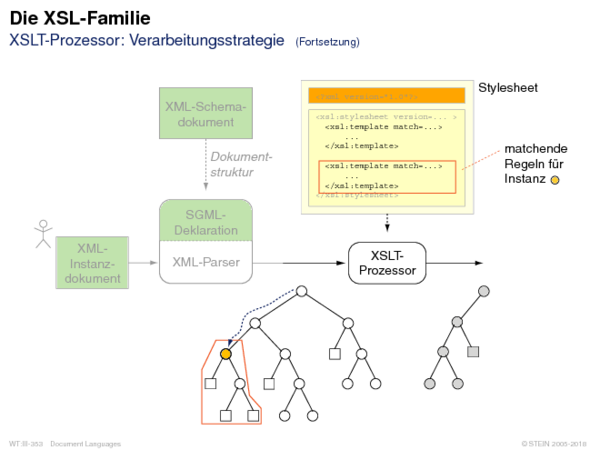 Die XSL-Familie
XSLT-Prozessor: Verarbeitungsstrategie (Fortsetzung)
XML-Schema-
dokument
Dokument-
struktur
SGML-
Deklaration
XML-Parser
XML-
Instanz-
dokument
Stylesheet
<?xml version="1.0"?>
<xsl:stylesheet version=... >
<xsl:template match=...>
...
</xsl:template>
<xsl:template match=...>
...
</xsl:template>
</xsl:stylesheet>
matchende
Regeln für
Instanz
XSLT-
Prozessor
WT:III-353 Document Languages
© STEIN 2005-2018